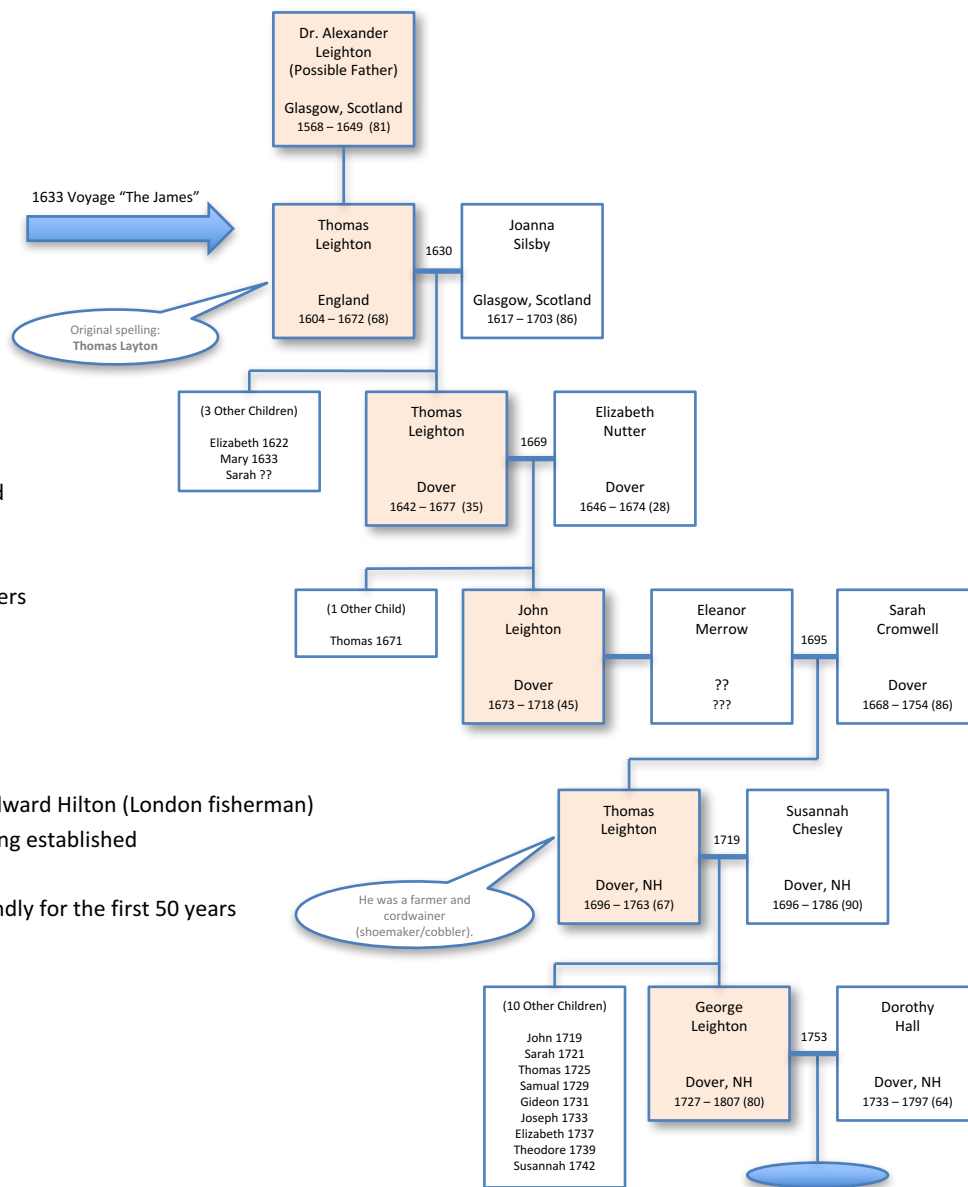 Dr. Alexander
Leighton
(Possible Father)
Glasgow, Scotland
1568 – 1649 (81)
1633 Voyage “The James”
Thomas
Leighton
England
1604 – 1672 (68)
1630
Joanna
Silsby
Glasgow, Scotland
1617 – 1703 (86)
Original spelling:
Thomas Layton
(3 Other Children)
Elizabeth 1622
Mary 1633
Sarah ??
Thomas
Leighton
Dover
1642 – 1677 (35)
1669
Elizabeth
Nutter
Dover
1646 – 1674 (28)
d
ers
(1 Other Child)
Thomas 1671
John
Leighton
Dover
1673 – 1718 (45)
Eleanor
Merrow
??
???
1695
Sarah
Cromwell
Dover
1668 – 1754 (86)
lward Hilton (London fisherman)
ng established
ndly for the first 50 years
Thomas
Leighton
Dover, NH
1696 – 1763 (67)
1719
Susannah
Chesley
Dover, NH
1696 – 1786 (90)
He was a farmer and
cordwainer
(shoemaker/cobbler).
(10 Other Children)
John 1719
Sarah 1721
Thomas 1725
Samual 1729
Gideon 1731
Joseph 1733
Elizabeth 1737
Theodore 1739
Susannah 1742
George
Leighton
Dover, NH
1727 – 1807 (80)
1753
Dorothy
Hall
Dover, NH
1733 – 1797 (64)